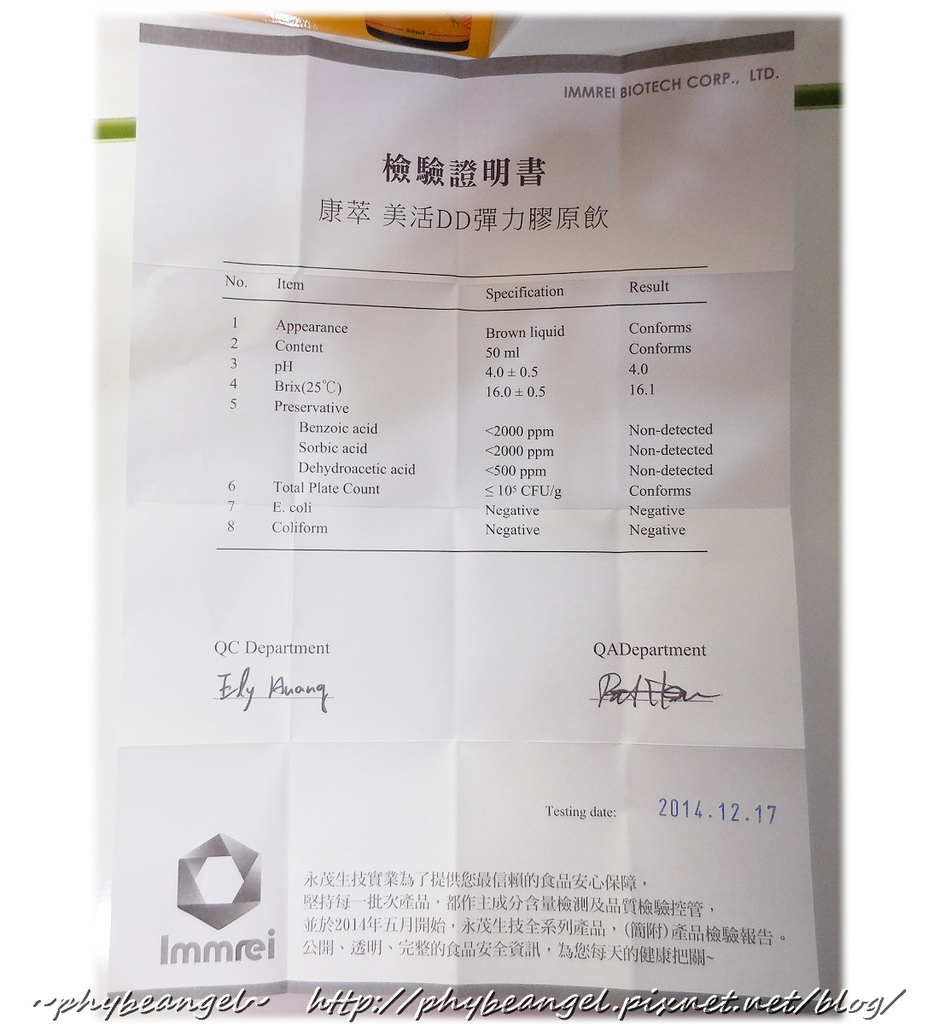 IMMREI BIOTECH CORP., LTD.
檢驗證明書
康萃 美活DD彈力膠原飲
No. Item Specification Result
1 Appearance Brown liquid Conforms
2 Content 50 ml Conforms
3 pH 4.0 ± 0.5 4.0
4 Brix(25℃) 16.0 ± 0.5 16.1
5 Preservative
Benzoic acid <2000 ppm Non-detected
Sorbic acid <2000 ppm Non-detected
Dehydroacetic acid <500 ppm Non-detected
6 Total Plate Count ≤ 10⁵ CFU/g Conforms
7 E. coli Negative Negative
8 Coliform Negative Negative
QC Department QADepartment
Ely Huang
Testing date: 2014.12.17
永茂生技實業為了提供您最信賴的食品安心保障，
堅持每一批次產品，都作主成分含量檢測及品質檢驗控管，
並於2014年五月開始，永茂生技全系列產品，(簡附)產品檢驗報告。
公開、透明、完整的食品安全資訊，為您每天的健康把關~
Immrei
~phybeangel~ http://phybeangel.pixnet.net/blog/